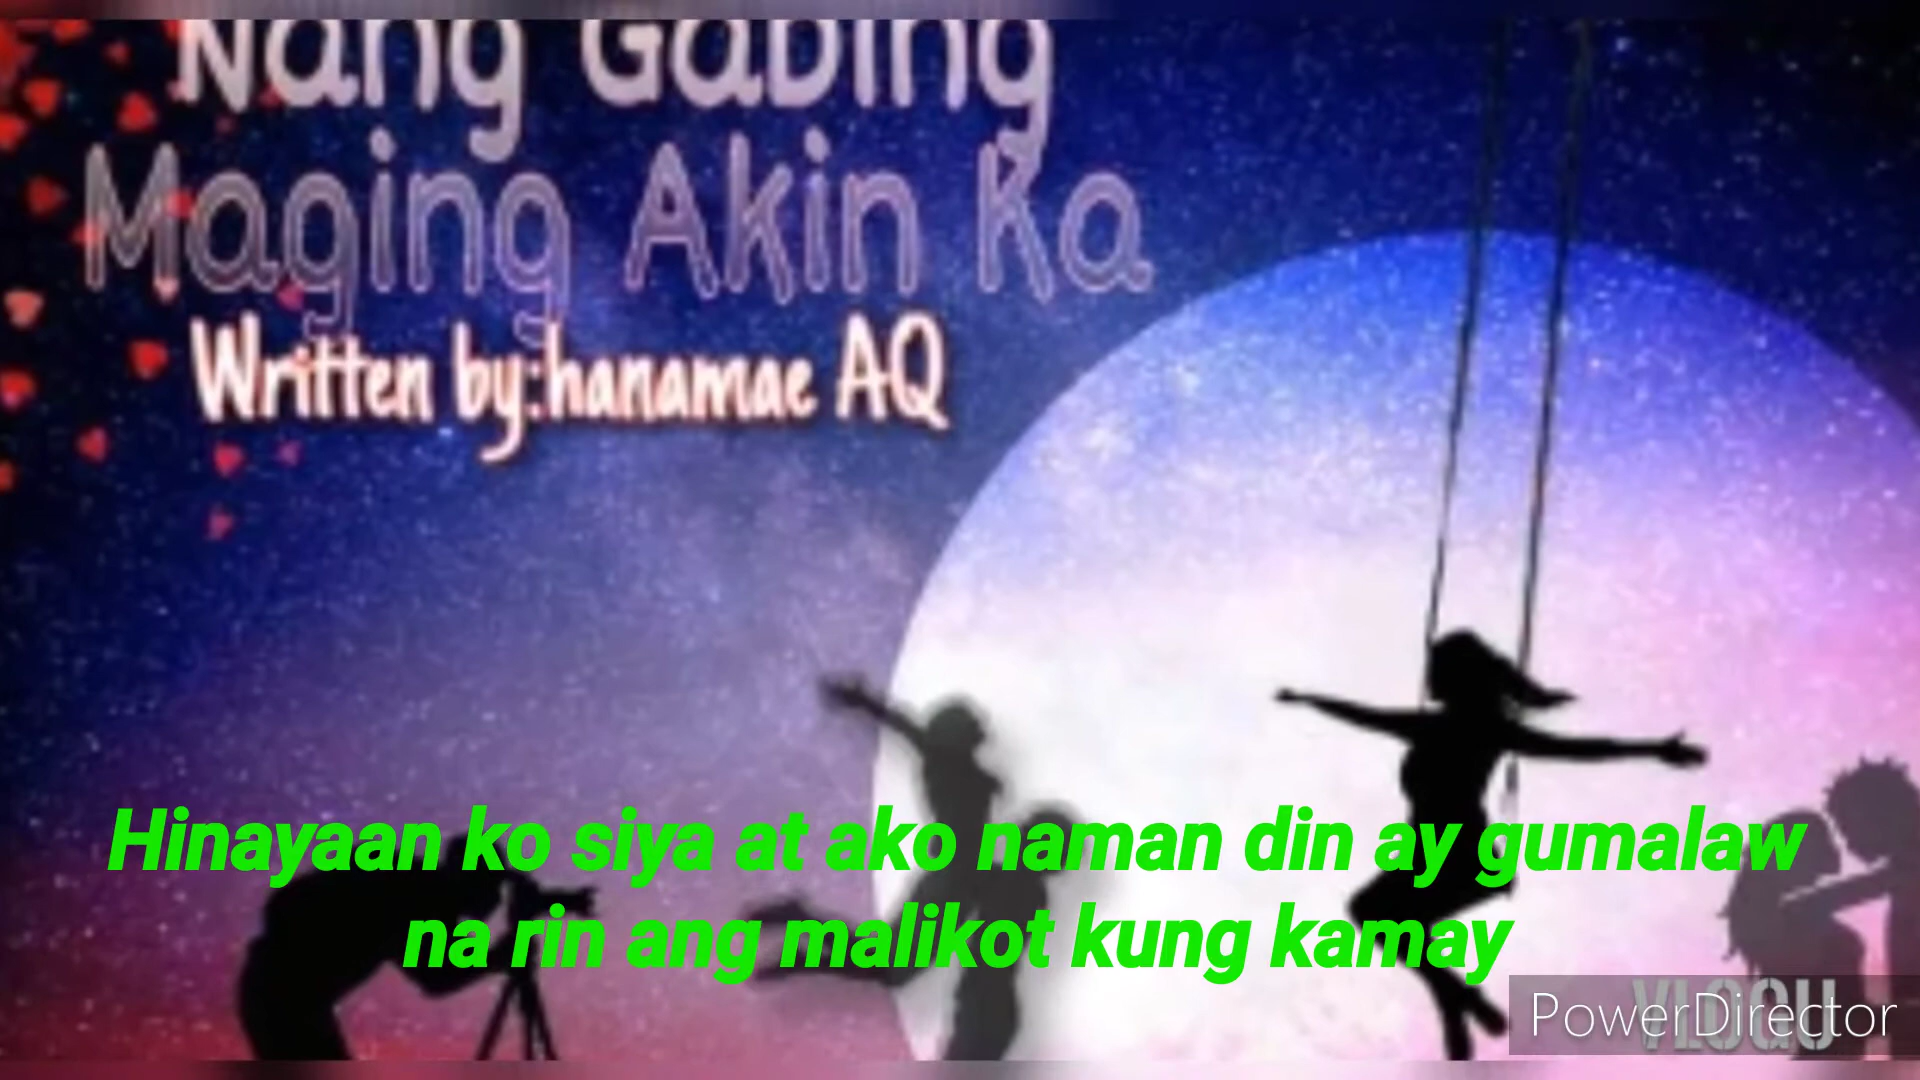 Nang Gabing
Maging Akin Ka
Written by:hanamae AQ
Hinayaan ko siya at ako naman din ay gumalaw
na rin ang malikot kung kamay
PowerDirector
VLOGU